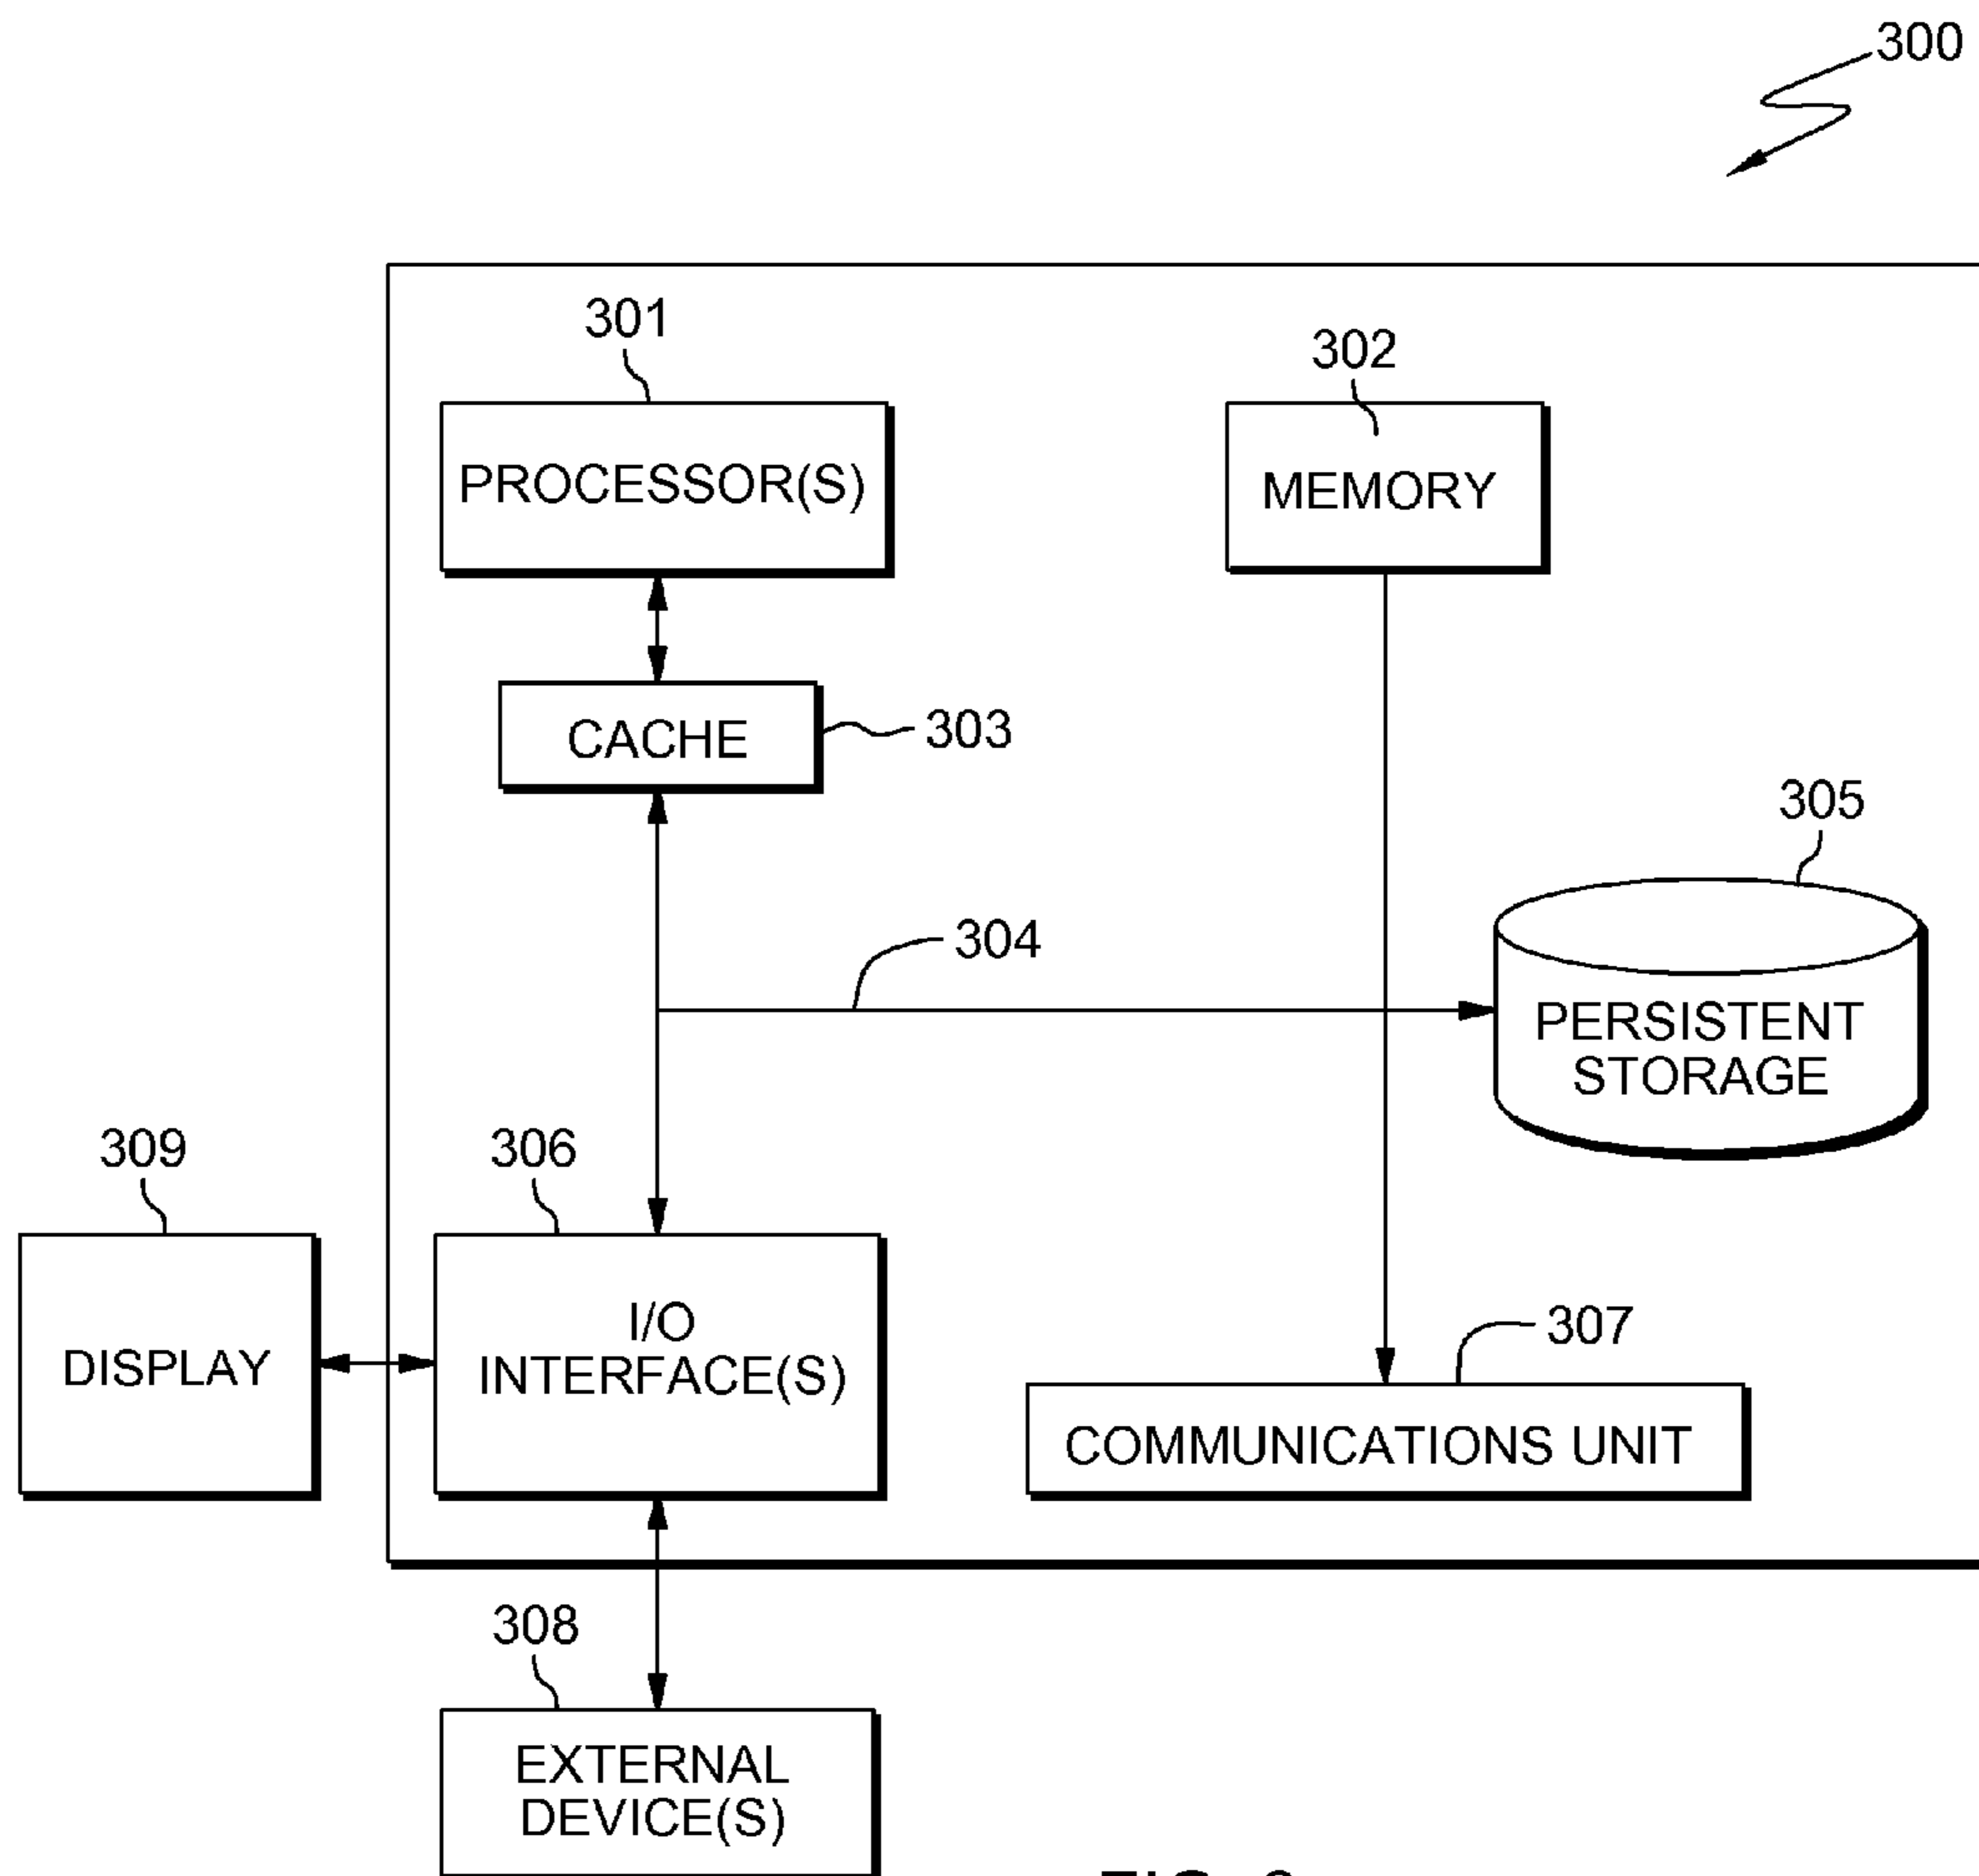 300
301
302
PROCESSOR(S)
MEMORY
CACHE
303
305
304
PERSISTENT
STORAGE
309
306
I/O
INTERFACE(S)
DISPLAY
307
COMMUNICATIONS UNIT
308
EXTERNAL
DEVICE(S)